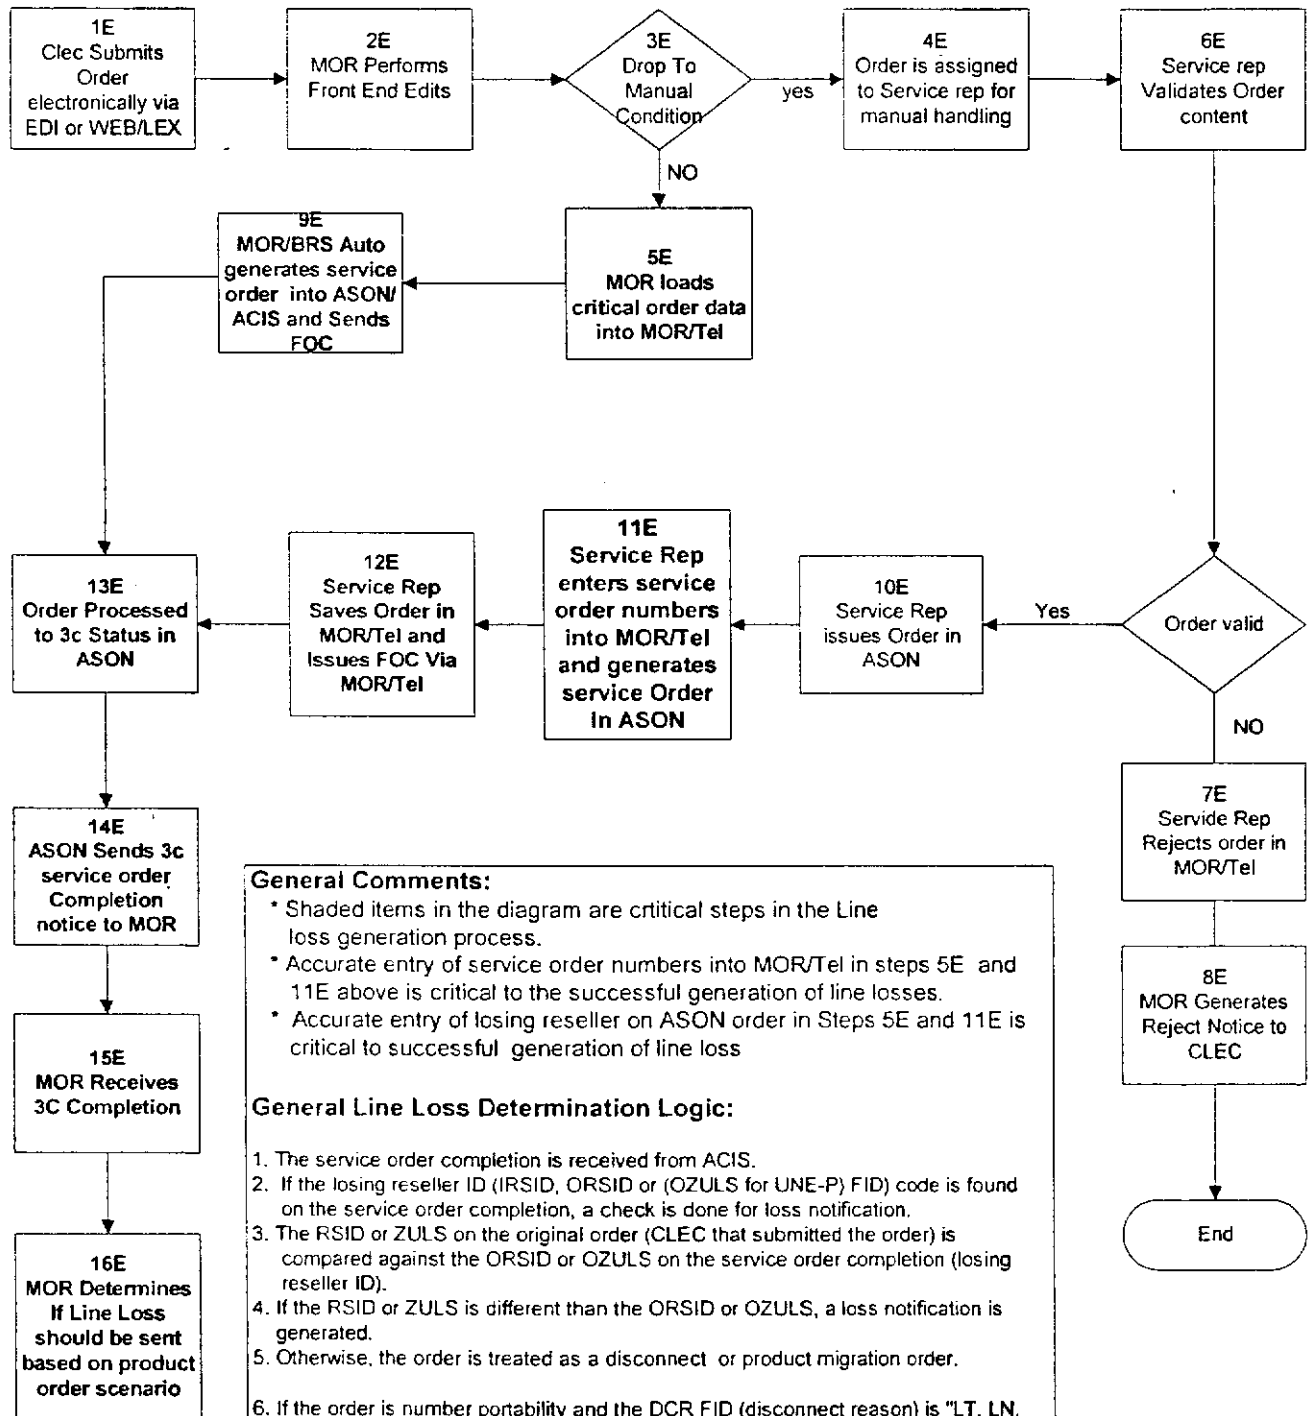 1E
Clec Submits
Order
electronically via
EDI or WEB/LEX
2E
MOR Performs
Front End Edits
3E
Drop To
Manual
Condition
yes
4E
Order is assigned
to Service rep for
manual handling
6E
Service rep
Validates Order
content
NO
9E
MOR/BRS Auto
generates service
order into ASON/
ACIS and Sends
FOC
5E
MOR loads
critical order data
into MOR/Tel
13E
Order Processed
to 3c Status in
ASON
12E
Service Rep
Saves Order in
MOR/Tel and
Issues FOC Via
MOR/Tel
11E
Service Rep
enters service
order numbers
into MOR/Tel
and generates
service Order
In ASON
10E
Service Rep
issues Order in
ASON
Yes
Order valid
NO
7E
Servide Rep
Rejects order in
MOR/Tel
8E
MOR Generates
Reject Notice to
CLEC
End
14E
ASON Sends 3c
service order
Completion
notice to MOR
15E
MOR Receives
3C Completion
16E
MOR Determines
If Line Loss
should be sent
based on product
order scenario
General Comments:
* Shaded items in the diagram are crtitical steps in the Line
loss generation process.
* Accurate entry of service order numbers into MOR/Tel in steps 5E and
11E above is critical to the successful generation of line losses.
* Accurate entry of losing reseller on ASON order in Steps 5E and 11E is
critical to successful generation of line loss
General Line Loss Determination Logic:
1. The service order completion is received from ACIS.
2. If the losing reseller ID (IRSID, ORSID or (OZULS for UNE-P) FID) code is found
on the service order completion, a check is done for loss notification.
3. The RSID or ZULS on the original order (CLEC that submitted the order) is
compared against the ORSID or OZULS on the service order completion (losing
reseller ID).
4. If the RSID or ZULS is different than the ORSID or OZULS, a loss notification is
generated.
5. Otherwise, the order is treated as a disconnect or product migration order.
6. If the order is number portability and the DCR FID (disconnect reason) is "LT, LN,